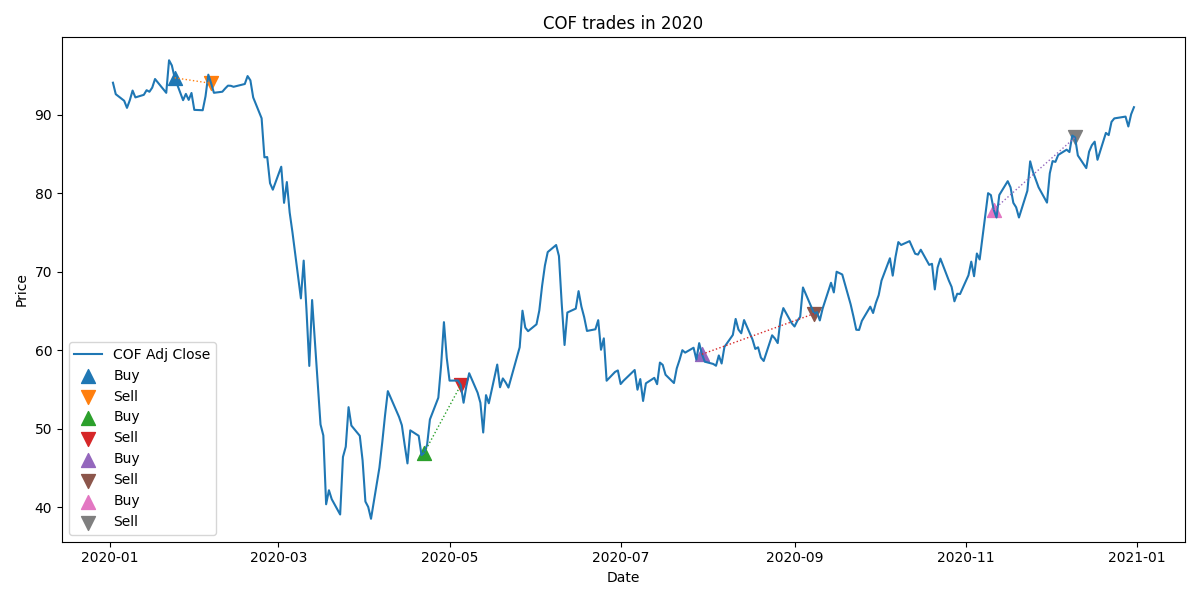 COF trades in 2020
Price
90
80
70
60
50
40
COF Adj Close
Buy
Sell
Buy
Sell
Buy
Sell
Buy
Sell
2020-01 2020-03 2020-05 2020-07 2020-09 2020-11 2021-01
Date